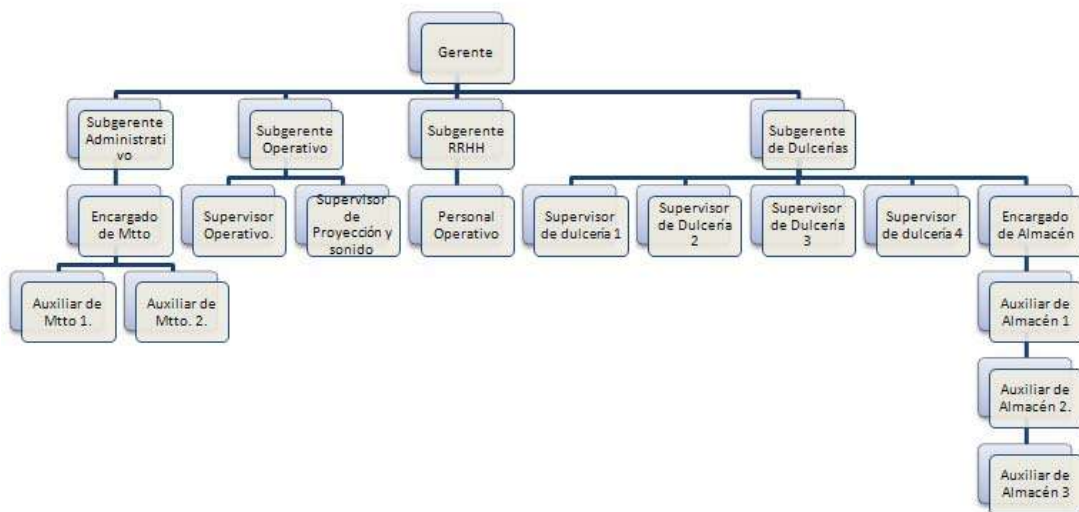 Gerente
Subgerente
Administrati
vo
Subgerente
Operativo
Subgerente
RRHH
Subgerente
de Dulcerías
Encargado
de Mtto
Supervisor
Operativo.
Supervisor
de
Proyección y
sonido
Personal
Operativo
Supervisor
de dulcería 1
Supervisor
de Dulcería
2
Supervisor
de Dulcería
3
Supervisor
de dulcería 4
Encargado
de Almacén
Auxiliar de
Mtto 1.
Auxiliar de
Mtto. 2.
Auxiliar de
Almacén 1
Auxiliar de
Almacén 2.
Auxiliar de
Almacén 3